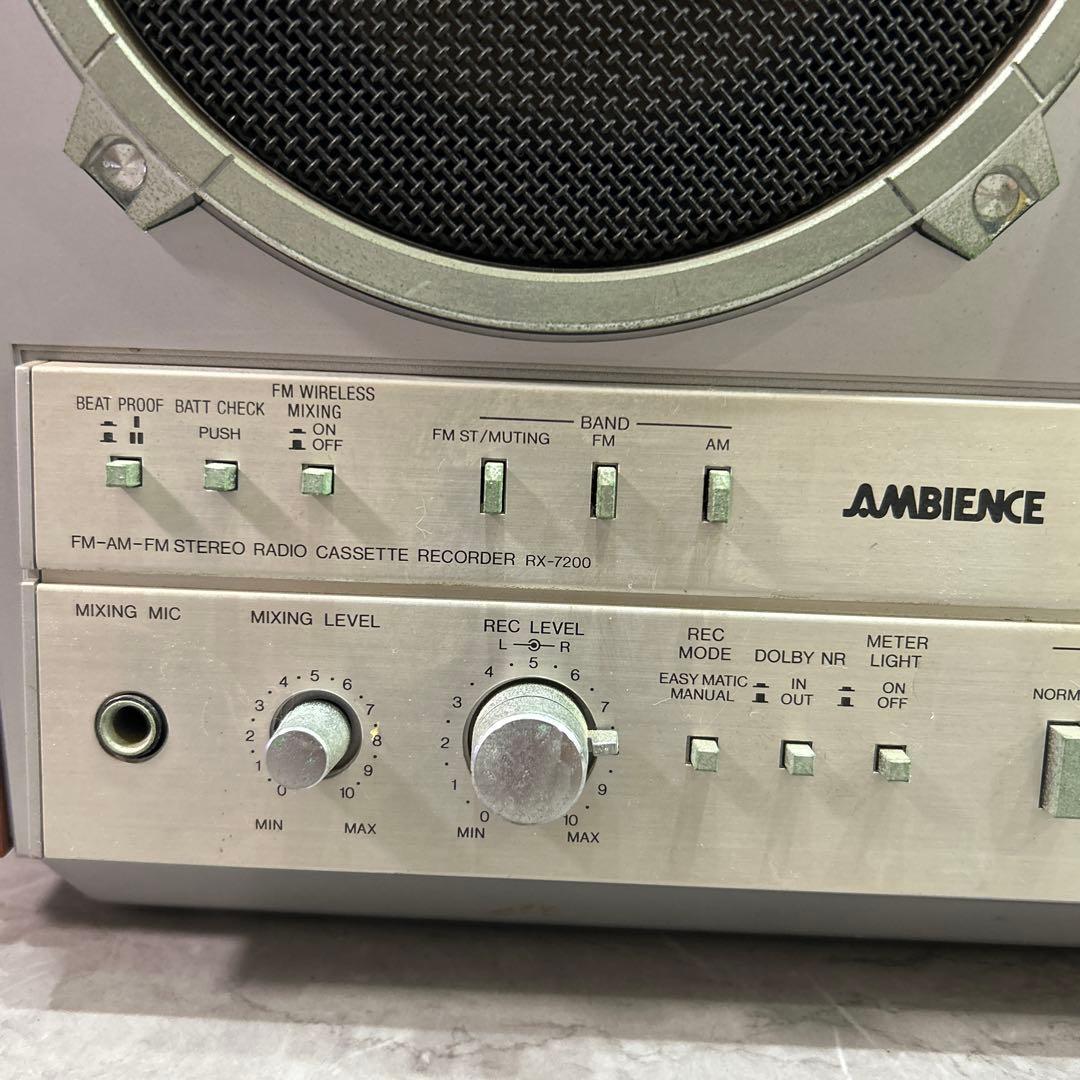 BEAT PROOF
I
II
BATT CHECK
PUSH
FM WIRELESS
MIXING
ON
OFF
BAND
FM ST/MUTING
FM
AM
AMBIENCE
FM-AM-FM STEREO RADIO CASSETTE RECORDER RX-7200
MIXING MIC
MIXING LEVEL
0 1 2 3 4 5 6 7 8 9 10
MIN MAX
REC LEVEL
L R
0 1 2 3 4 5 6 7 9 10
MIN MAX
REC
MODE
EASY MATIC
MANUAL
DOLBY NR
IN
OUT
METER
LIGHT
ON
OFF
NORM